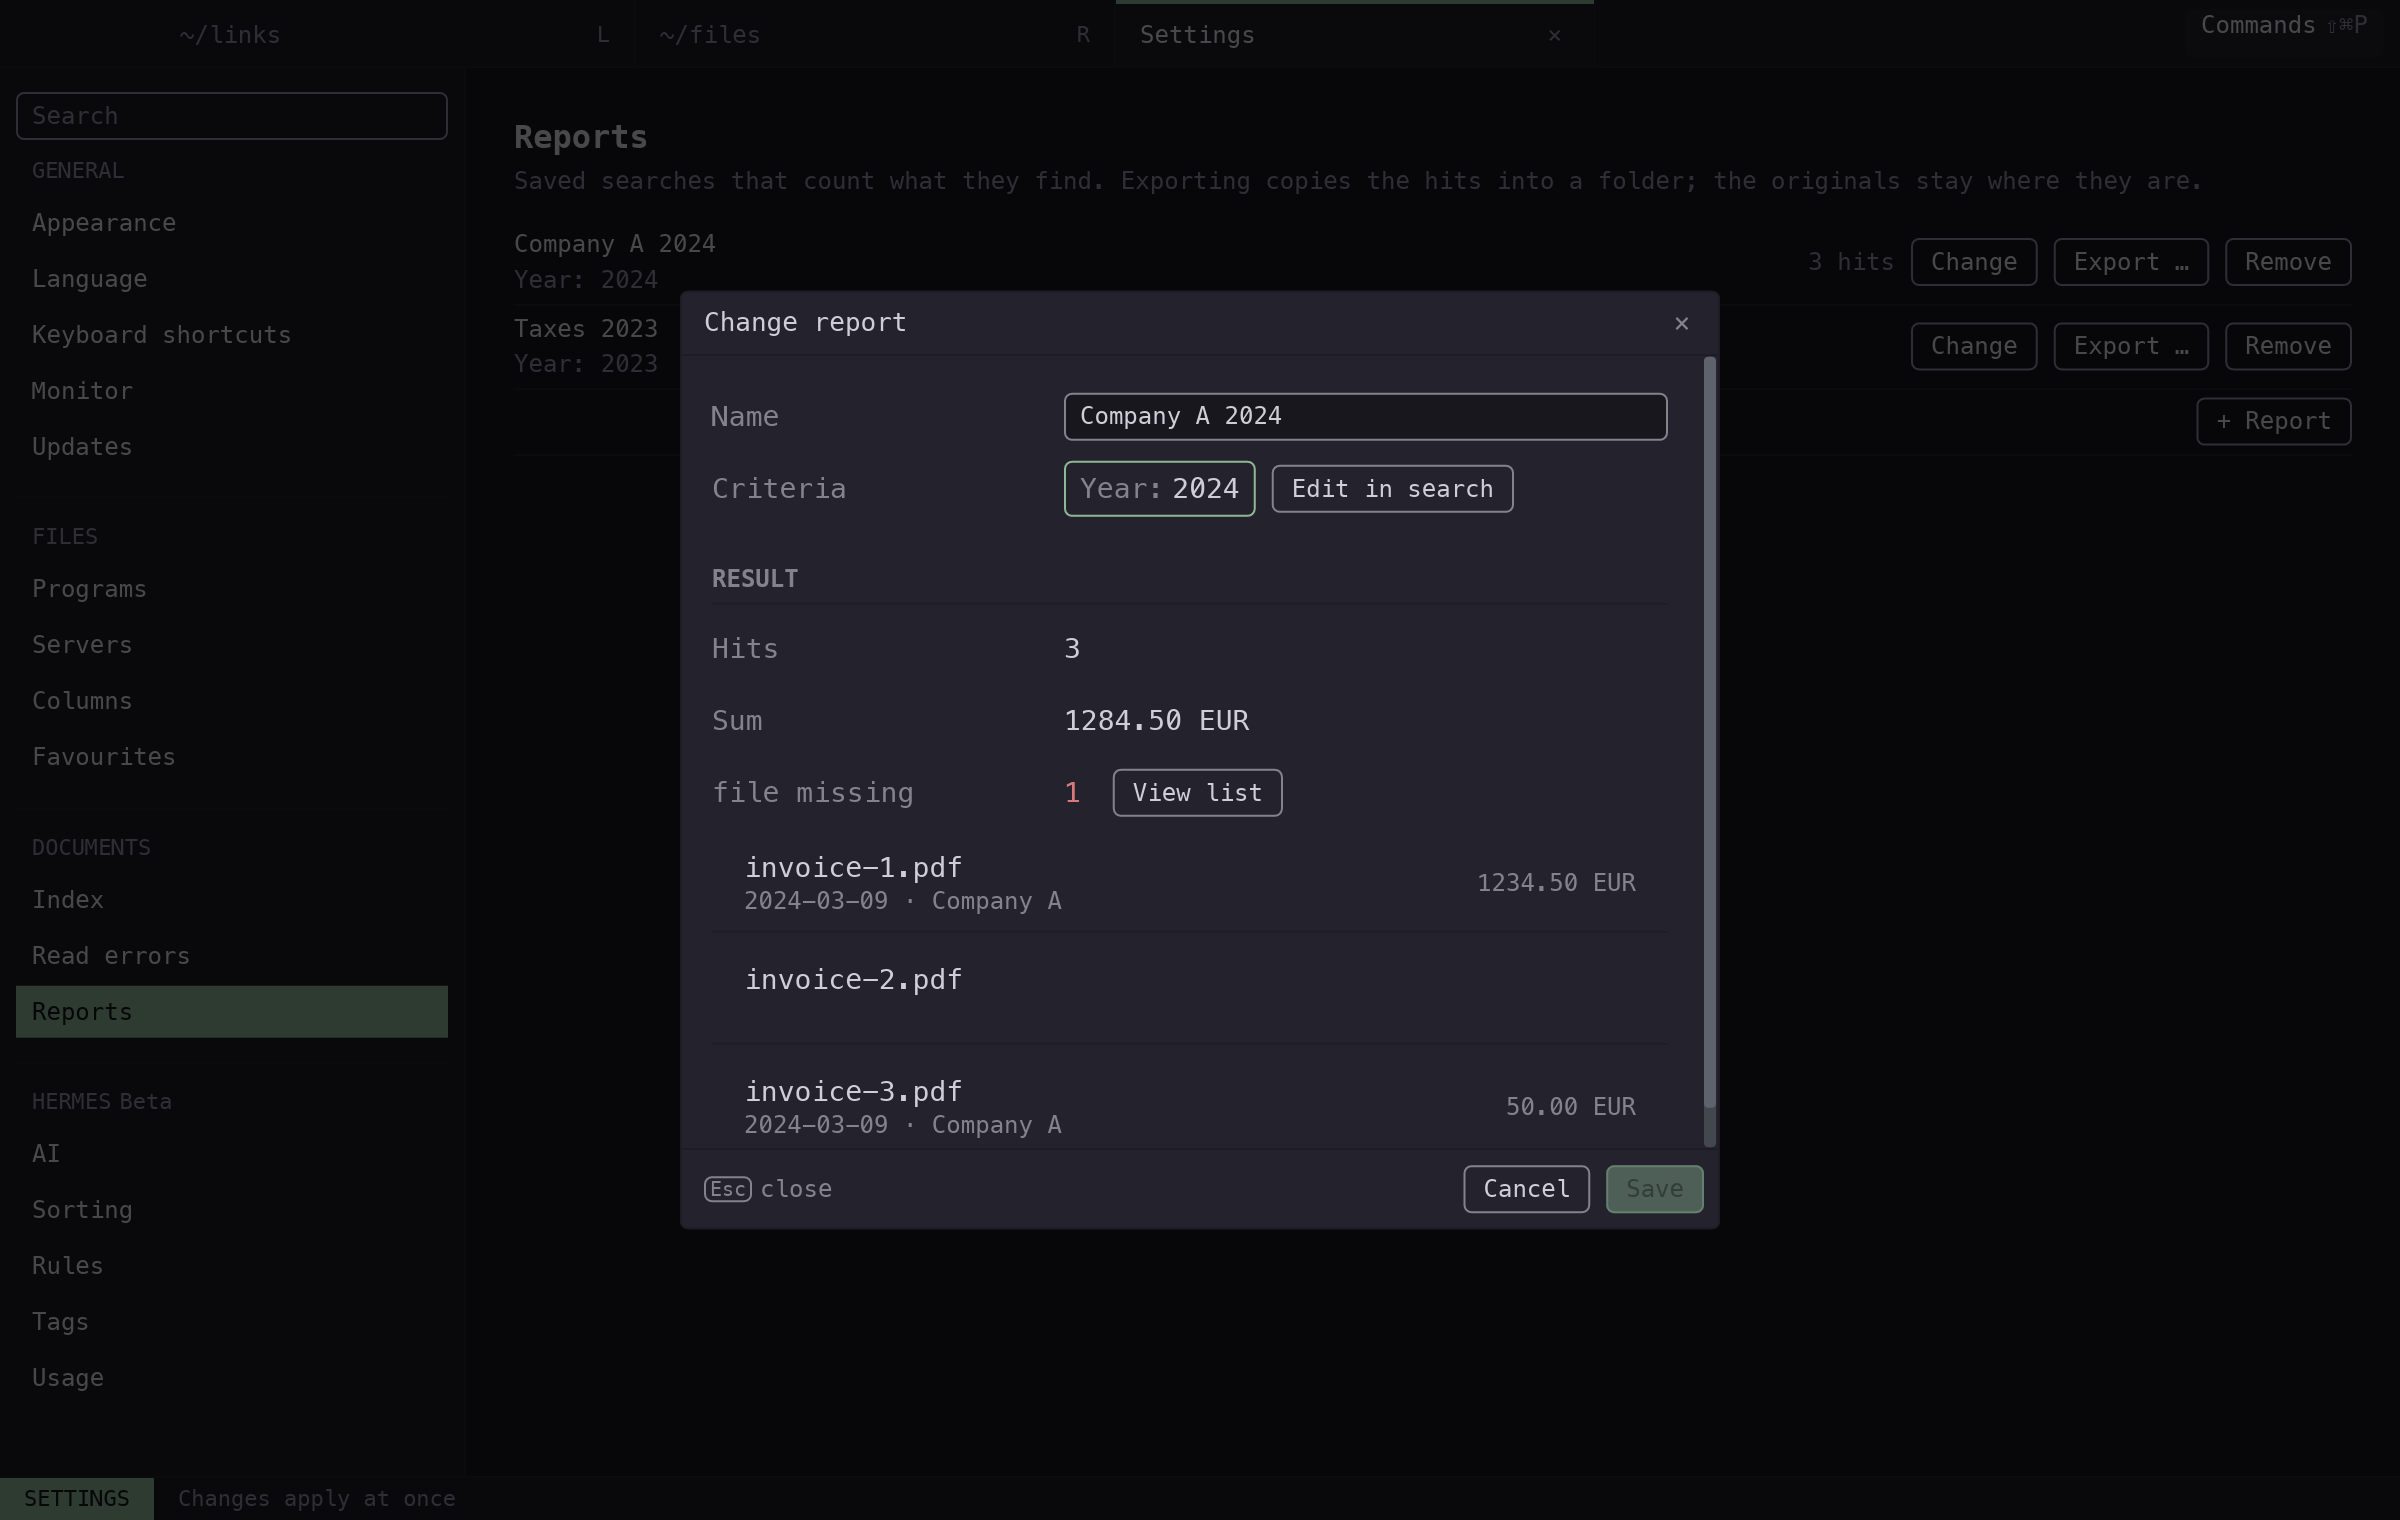 ~/links L ~/files R Settings × Commands ⇧⌘P
Search
GENERAL
Appearance
Language
Keyboard shortcuts
Monitor
Updates
FILES
Programs
Servers
Columns
Favourites
DOCUMENTS
Index
Read errors
Reports
HERMES Beta
AI
Sorting
Rules
Tags
Usage
Reports
Saved searches that count what they find. Exporting copies the hits into a folder; the originals stay where they are.
Company A 2024
Year: 2024
3 hits Change Export … Remove
Taxes 2023
Year: 2023
Change Export … Remove
+ Report
Change report ×
Name Company A 2024
Criteria Year: 2024 Edit in search
RESULT
Hits 3
Sum 1284.50 EUR
file missing 1 View list
invoice-1.pdf
2024-03-09 · Company A 1234.50 EUR
invoice-2.pdf
invoice-3.pdf
2024-03-09 · Company A 50.00 EUR
Esc close Cancel Save
SETTINGS Changes apply at once